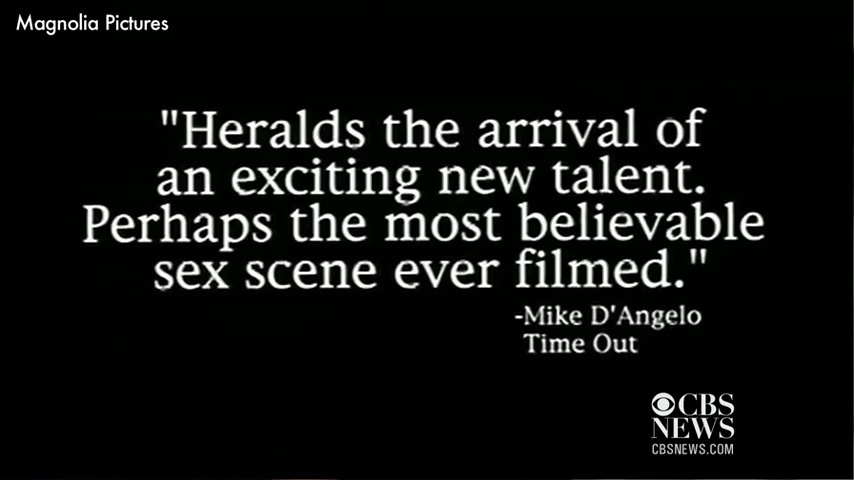 Magnolia Pictures
"Heralds the arrival of
an exciting new talent.
Perhaps the most believable
sex scene ever filmed."
-Mike D'Angelo
Time Out
CBS
NEWS
CBSNEWS.COM